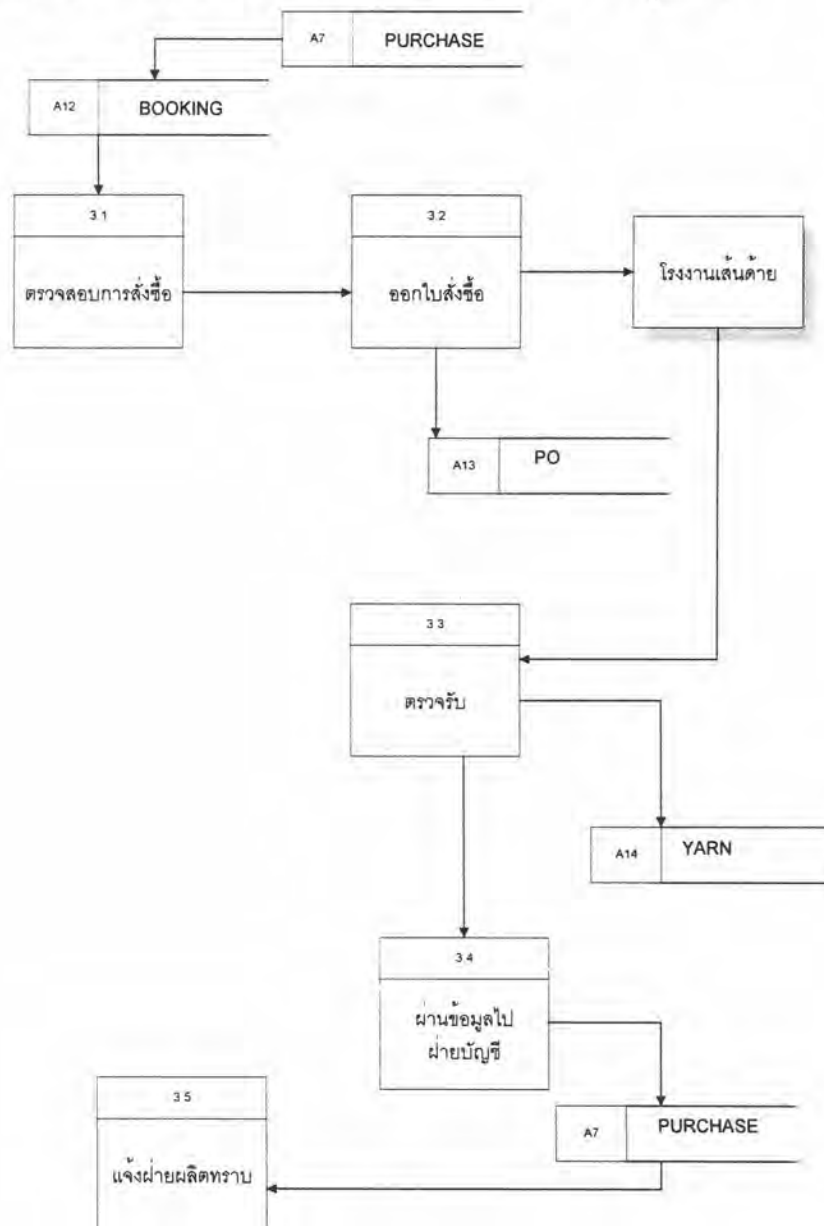 A7 PURCHASE
A12 BOOKING
3.1
ตรวจสอบการสั่งซื้อ
3.2
ออกใบสั่งซื้อ
โรงงานเส้นด้าย
A13 PO
3.3
ตรวจรับ
A14 YARN
3.4
ผ่านข้อมูลไป
ฝ่ายบัญชี
A7 PURCHASE
3.5
แจ้งฝ่ายผลิตทราบ